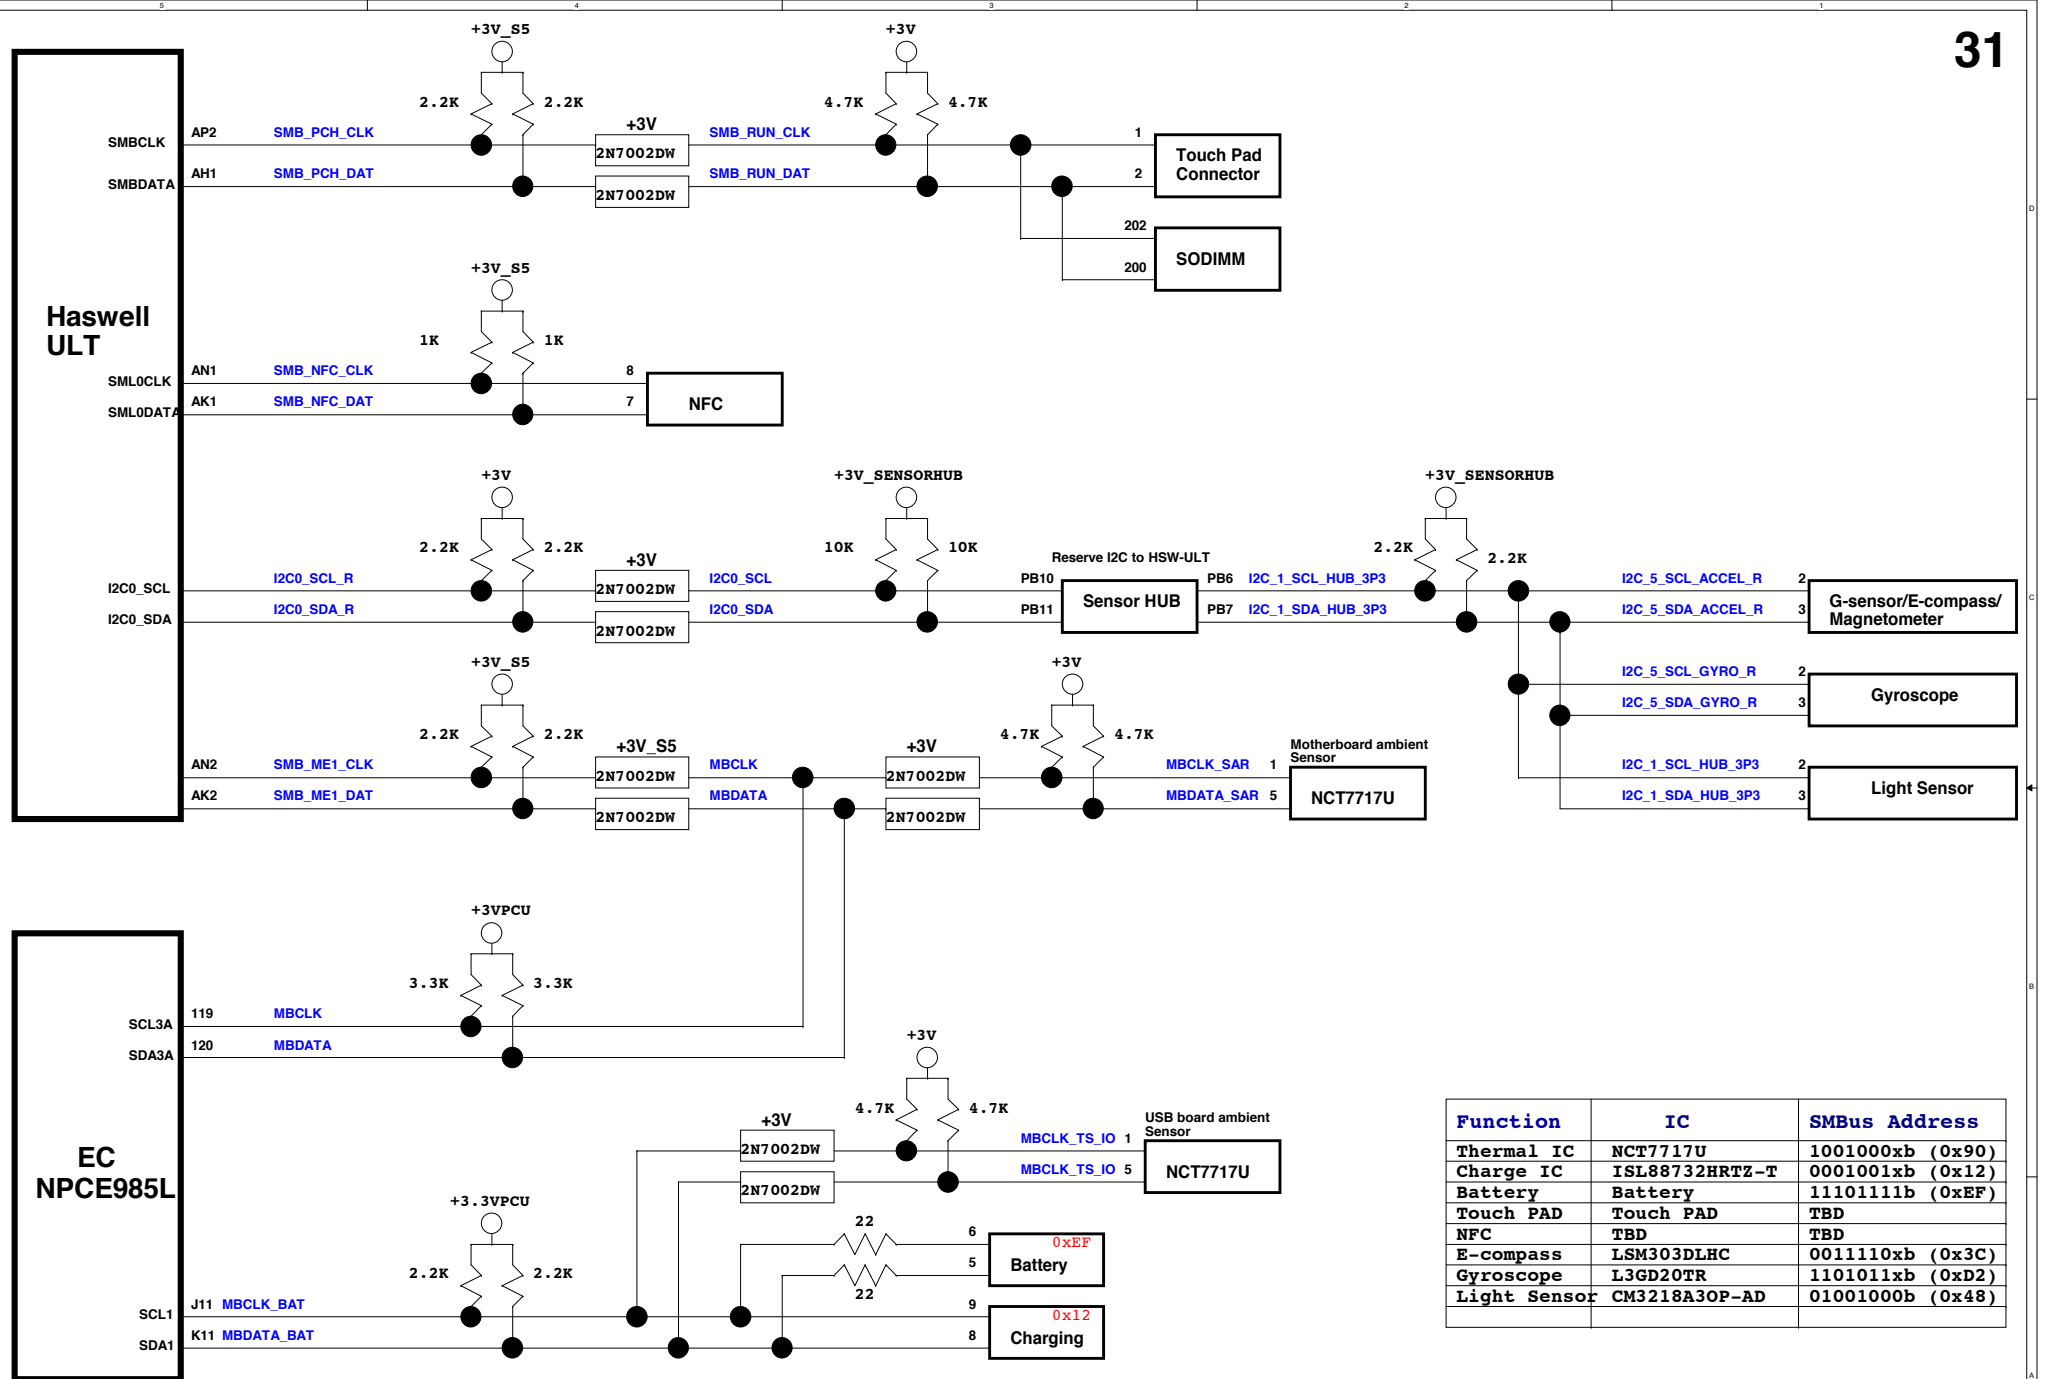 5 4 3 2 1
31
+3V_S5 +3V
2.2K 2.2K 4.7K 4.7K
+3V
SMBCLK AP2 SMB_PCH_CLK 2N7002DW SMB_RUN_CLK 1
SMBDATA AH1 SMB_PCH_DAT 2N7002DW SMB_RUN_DAT 2
Touch Pad
Connector
D
202
200
SODIMM
+3V_S5
1K 1K
Haswell
ULT
SML0CLK AN1 SMB_NFC_CLK 8
SML0DATA AK1 SMB_NFC_DAT 7
NFC
+3V +3V_SENSORHUB +3V_SENSORHUB
2.2K 2.2K 10K 10K 2.2K 2.2K
+3V
Reserve I2C to HSW-ULT
I2C0_SCL I2C0_SCL_R 2N7002DW I2C0_SCL PB10 PB6 I2C_1_SCL_HUB_3P3 I2C_5_SCL_ACCEL_R 2
I2C0_SDA I2C0_SDA_R 2N7002DW I2C0_SDA PB11 PB7 I2C_1_SDA_HUB_3P3 I2C_5_SDA_ACCEL_R 3
Sensor HUB
G-sensor/E-compass/
Magnetometer
C
I2C_5_SCL_GYRO_R 2
I2C_5_SDA_GYRO_R 3
Gyroscope
+3V_S5 +3V
2.2K 2.2K 4.7K 4.7K
+3V_S5 +3V
Motherboard ambient
Sensor
AN2 SMB_ME1_CLK 2N7002DW MBCLK 2N7002DW MBCLK_SAR 1
AK2 SMB_ME1_DAT 2N7002DW MBDATA 2N7002DW MBDATA_SAR 5
NCT7717U
I2C_1_SCL_HUB_3P3 2
I2C_1_SDA_HUB_3P3 3
Light Sensor
+3VPCU
3.3K 3.3K
SCL3A 119 MBCLK
SDA3A 120 MBDATA
B
EC
NPCE985L
+3V
4.7K 4.7K
+3V
USB board ambient
Sensor
2N7002DW MBCLK_TS_IO 1
2N7002DW MBCLK_TS_IO 5
NCT7717U
+3.3VPCU
2.2K 2.2K
22 6
22 5
0xEF
Battery
SCL1 J11 MBCLK_BAT 9
SDA1 K11 MBDATA_BAT 8
0x12
Charging
Function IC SMBus Address
Thermal IC NCT7717U 1001000xb (0x90)
Charge IC ISL88732HRTZ-T 0001001xb (0x12)
Battery Battery 11101111b (0xEF)
Touch PAD Touch PAD TBD
NFC TBD TBD
E-compass LSM303DLHC 0011110xb (0x3C)
Gyroscope L3GD20TR 1101011xb (0xD2)
Light Sensor CM3218A3OP-AD 01001000b (0x48)
A